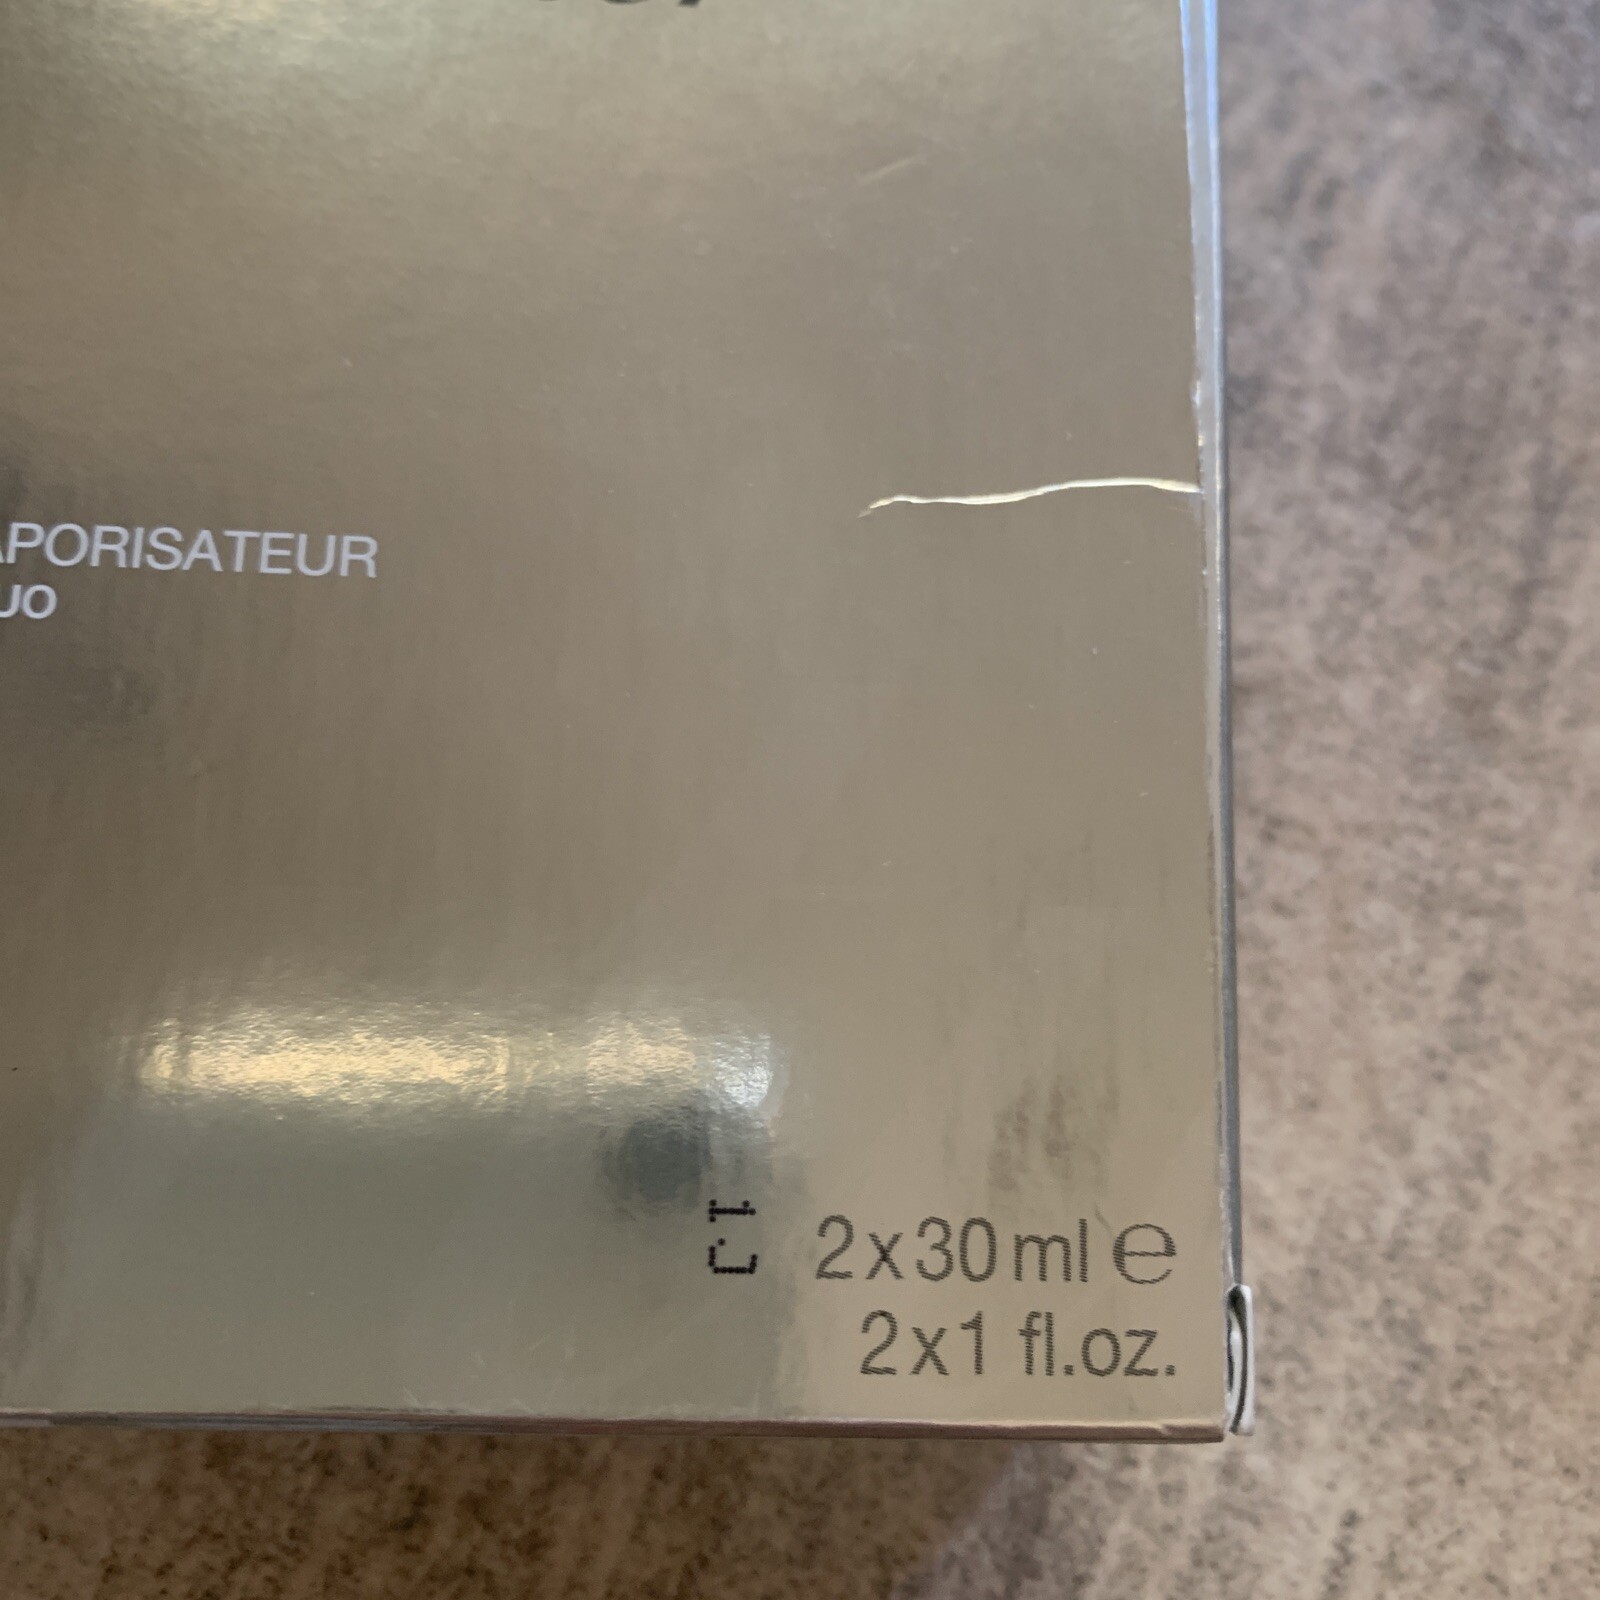 APORISATEUR
UO
2x30ml e
2x1 fl.oz.